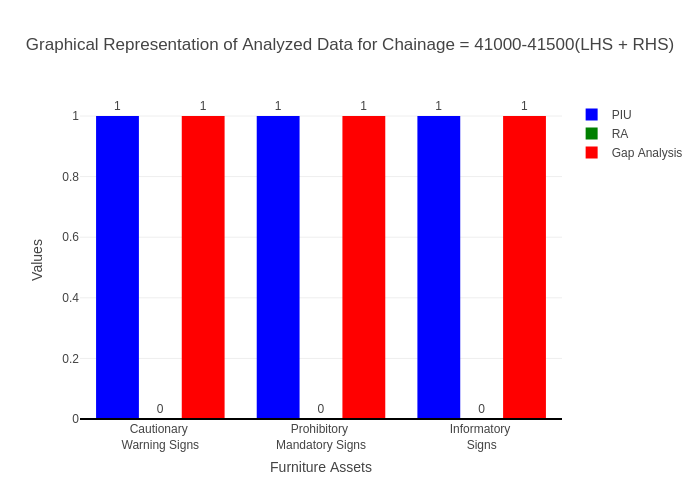 Graphical Representation of Analyzed Data for Chainage = 41000-41500(LHS + RHS)
1 1 1 1 1 1
PIU
RA
Gap Analysis
1
0.8
0.6
0.4
0.2
0
0 0 0
Values
Cautionary Prohibitory Informatory
Warning Signs Mandatory Signs Signs
Furniture Assets